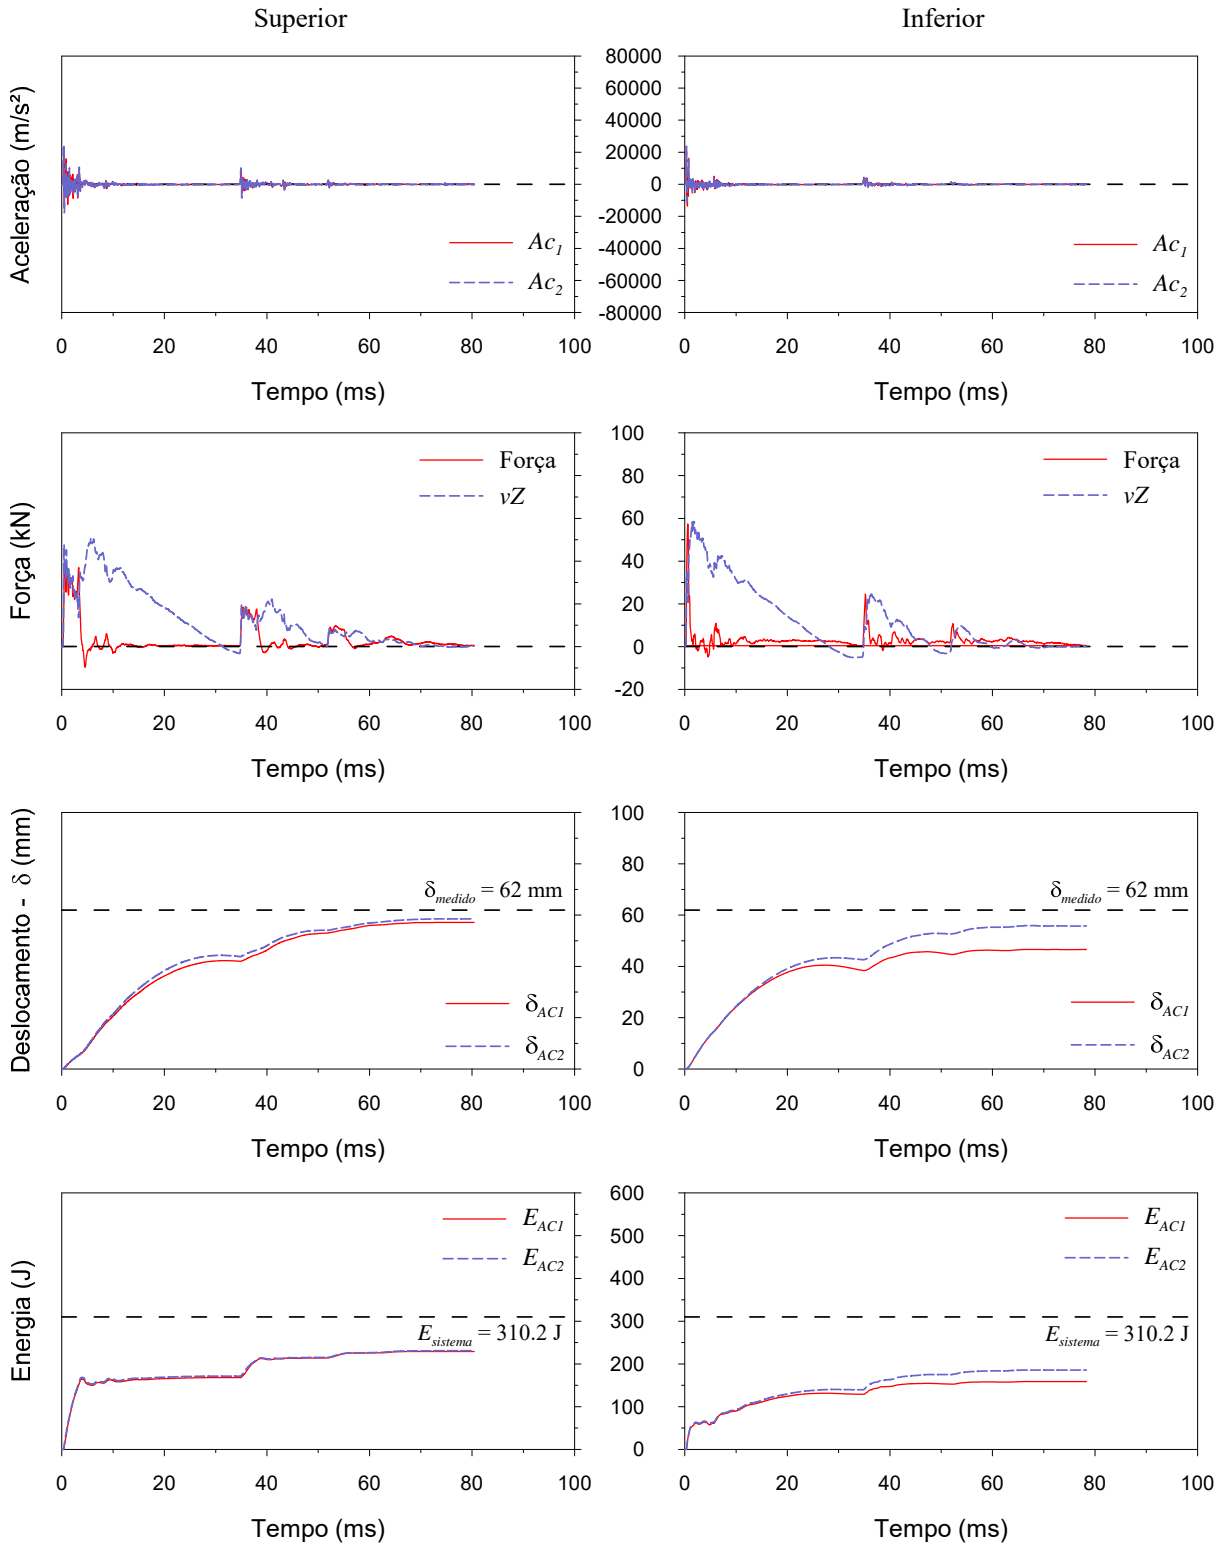 Superior
Inferior
Aceleração (m/s²)
80000
60000
40000
20000
0
-20000
-40000
-60000
-80000
Ac1
Ac2
Ac1
Ac2
0 20 40 60 80 100
0 20 40 60 80 100
Tempo (ms)
Tempo (ms)
Força (kN)
100
80
60
40
20
0
-20
Força
vZ
Força
vZ
0 20 40 60 80 100
0 20 40 60 80 100
Tempo (ms)
Tempo (ms)
Deslocamento - δ (mm)
100
80
60
40
20
0
δmedido = 62 mm
δmedido = 62 mm
δAC1
δAC2
δAC1
δAC2
0 20 40 60 80 100
0 20 40 60 80 100
Tempo (ms)
Tempo (ms)
Energia (J)
600
500
400
300
200
100
0
EAC1
EAC2
EAC1
EAC2
Esistema = 310.2 J
Esistema = 310.2 J
0 20 40 60 80 100
0 20 40 60 80 100
Tempo (ms)
Tempo (ms)